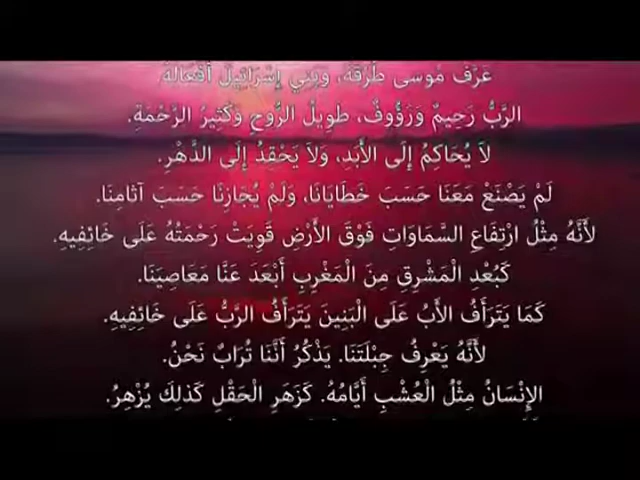 عَرَّفَ مُوسَى طُرُقَهُ، وَبَنِي إِسْرَائِيلَ أَفْعَالَهُ.
الرَّبُّ رَحِيمٌ وَرَؤُوفٌ، طَوِيلُ الرُّوحِ وَكَثِيرُ الرَّحْمَةِ.
لاَ يُحَاكِمُ إِلَى الأَبَدِ، وَلاَ يَحْقِدُ إِلَى الدَّهْرِ.
لَمْ يَصْنَعْ مَعَنَا حَسَبَ خَطَايَانَا، وَلَمْ يُجَازِنَا حَسَبَ آثَامِنَا.
لأَنَّهُ مِثْلُ ارْتِفَاعِ السَّمَاوَاتِ فَوْقَ الأَرْضِ قَوِيَتْ رَحْمَتُهُ عَلَى خَائِفِيهِ.
كَبُعْدِ الْمَشْرِقِ مِنَ الْمَغْرِبِ أَبْعَدَ عَنَّا مَعَاصِيَنَا.
كَمَا يَتَرَأَفُ الأَبُ عَلَى الْبَنِينَ يَتَرَأَفُ الرَّبُّ عَلَى خَائِفِيهِ.
لأَنَّهُ يَعْرِفُ جِبْلَتَنَا. يَذْكُرُ أَنَّنَا تُرَابٌ نَحْنُ.
الإِنْسَانُ مِثْلُ الْعُشْبِ أَيَّامُهُ. كَزَهَرِ الْحَقْلِ كَذلِكَ يُزْهِرُ.